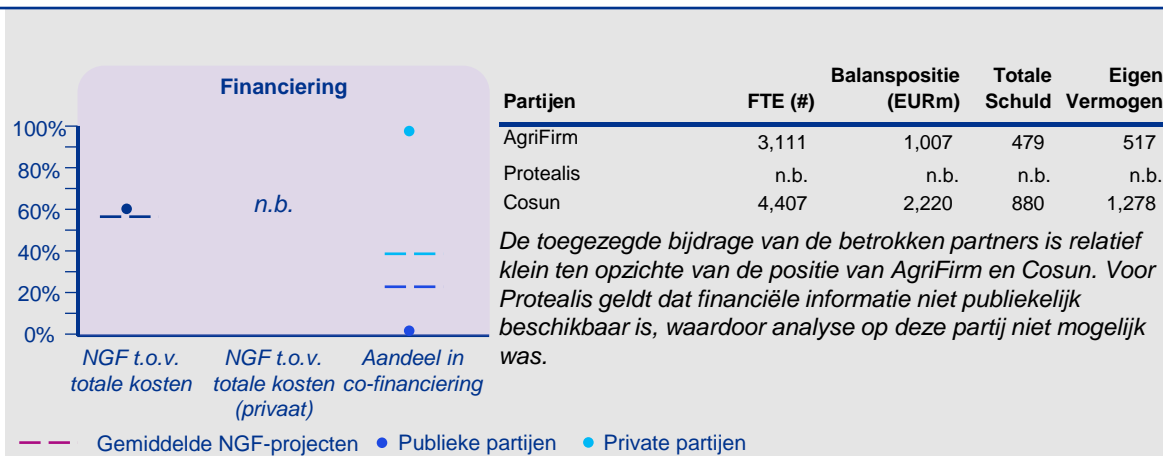 Financiering
100%
80%
60%
40%
20%
0%
n.b.
NGF t.o.v.
totale kosten
NGF t.o.v.
totale kosten
(privaat)
Aandeel in
co-financiering
Gemiddelde NGF-projecten
Publieke partijen
Private partijen
Partijen FTE (#) Balanspositie (EURm) Totale Schuld Eigen Vermogen
AgriFirm 3,111 1,007 479 517
Protealis n.b. n.b. n.b. n.b.
Cosun 4,407 2,220 880 1,278
De toegezegde bijdrage van de betrokken partners is relatief
klein ten opzichte van de positie van AgriFirm en Cosun. Voor
Protealis geldt dat financiële informatie niet publiekelijk
beschikbaar is, waardoor analyse op deze partij niet mogelijk
was.